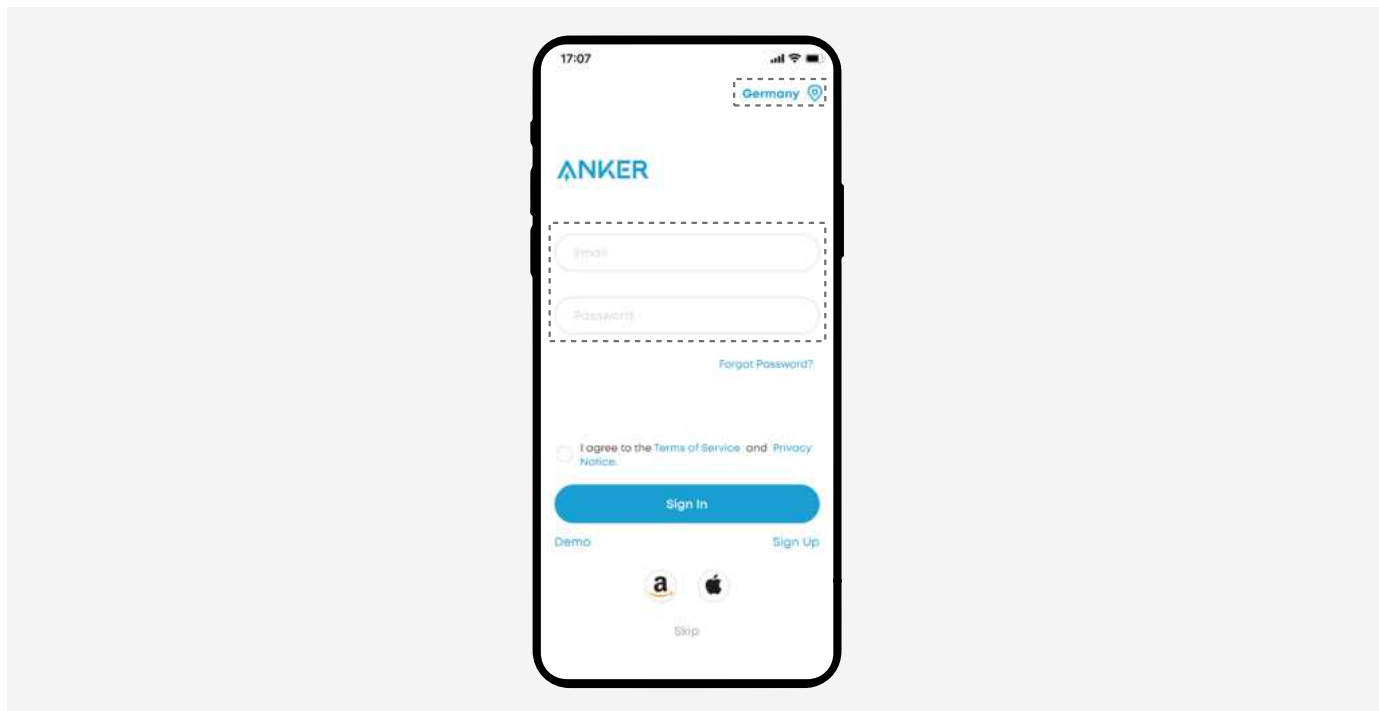 17:07
Germany
ANKER
Email
Password
Forgot Password?
I agree to the Terms of Service and Privacy
Notice.
Sign In
Demo
Sign Up
a
Skip